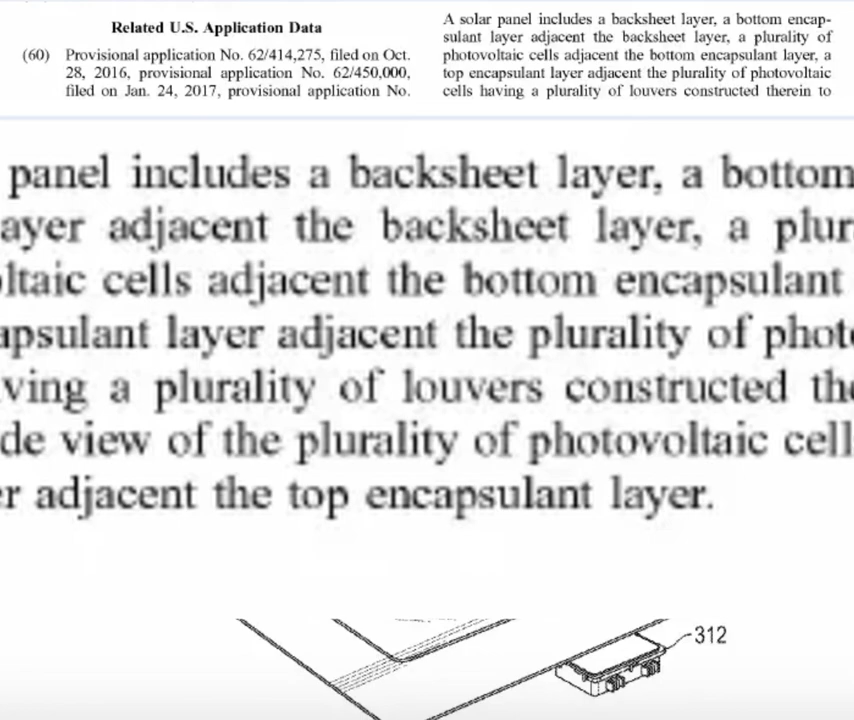 Related U.S. Application Data
(60) Provisional application No. 62/414,275, filed on Oct.
28, 2016, provisional application No. 62/450,000,
filed on Jan. 24, 2017, provisional application No.
A solar panel includes a backsheet layer, a bottom encap-
sulant layer adjacent the backsheet layer, a plurality of
photovoltaic cells adjacent the bottom encapsulant layer, a
top encapsulant layer adjacent the plurality of photovoltaic
cells having a plurality of louvers constructed therein to
panel includes a backsheet layer, a bottom
ayer adjacent the backsheet layer, a plur
ltaic cells adjacent the bottom encapsulant
apsulant layer adjacent the plurality of phot
ving a plurality of louvers constructed the
de view of the plurality of photovoltaic cell
r adjacent the top encapsulant layer.
312